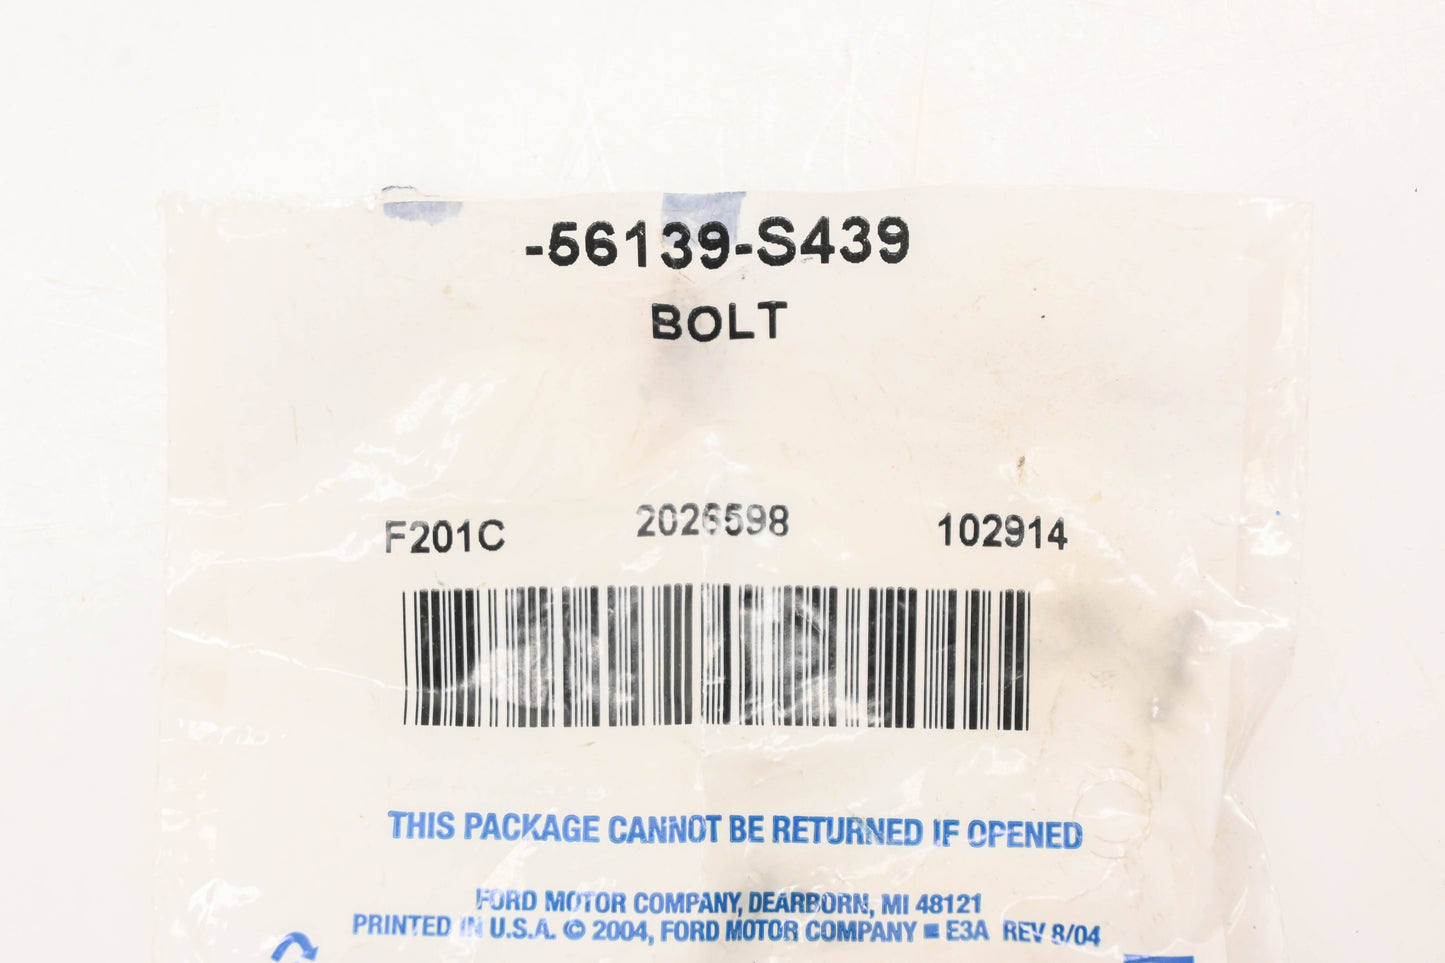 -56139-S439
BOLT
F201C 2026598 102914
THIS PACKAGE CANNOT BE RETURNED IF OPENED
FORD MOTOR COMPANY, DEARBORN, MI 48121
PRINTED IN U.S.A. © 2004, FORD MOTOR COMPANY ■ E3A REV 8/04